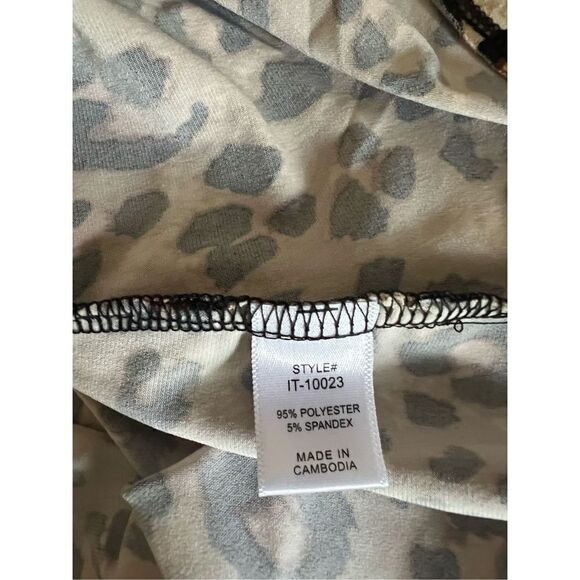 STYLE#
IT-10023
95% POLYESTER
5% SPANDEX
MADE IN
CAMBODIA